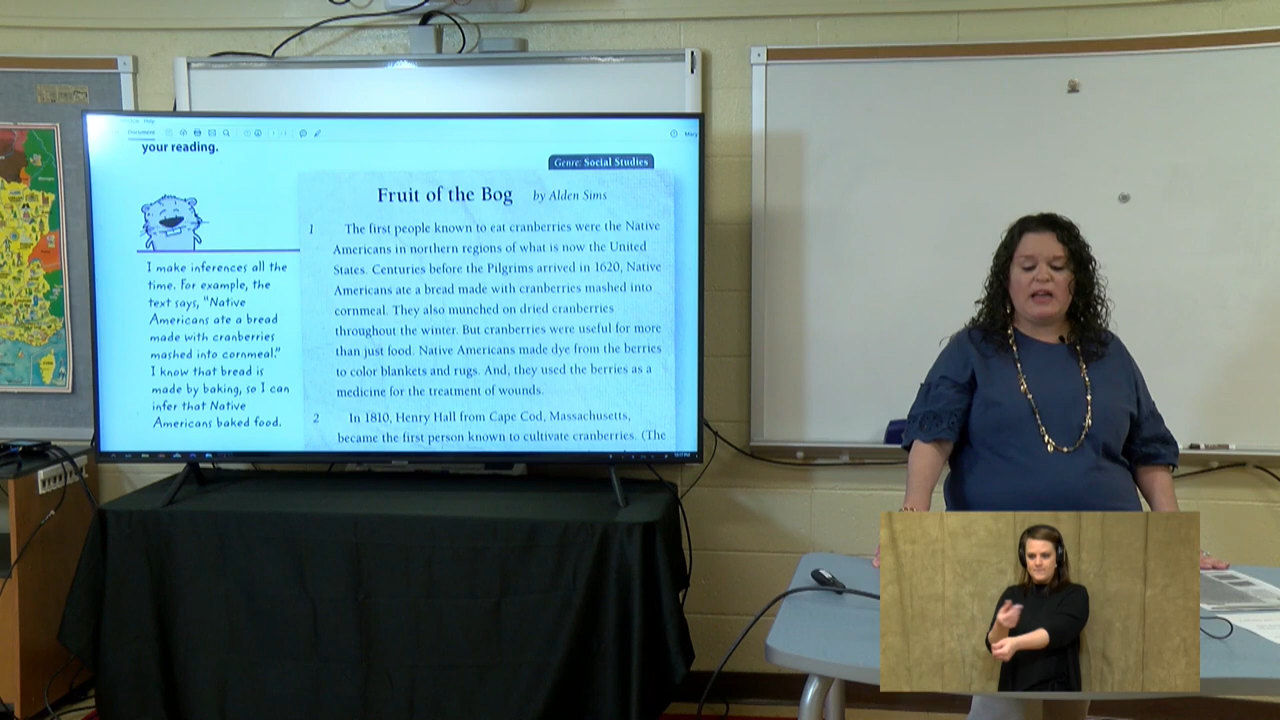 Help
Document
Mary
your reading.
Genre: Social Studies
Fruit of the Bog by Alden Sims
1 The first people known to eat cranberries were the Native
Americans in northern regions of what is now the United
States. Centuries before the Pilgrims arrived in 1620, Native
Americans ate a bread made with cranberries mashed into
cornmeal. They also munched on dried cranberries
throughout the winter. But cranberries were useful for more
than just food. Native Americans made dye from the berries
to color blankets and rugs. And, they used the berries as a
medicine for the treatment of wounds.
2 In 1810, Henry Hall from Cape Cod, Massachusetts,
became the first person known to cultivate cranberries. (The
I make inferences all the
time. For example, the
text says, "Native
Americans ate a bread
made with cranberries
mashed into cornmeal."
I know that bread is
made by baking, so I can
infer that Native
Americans baked food.